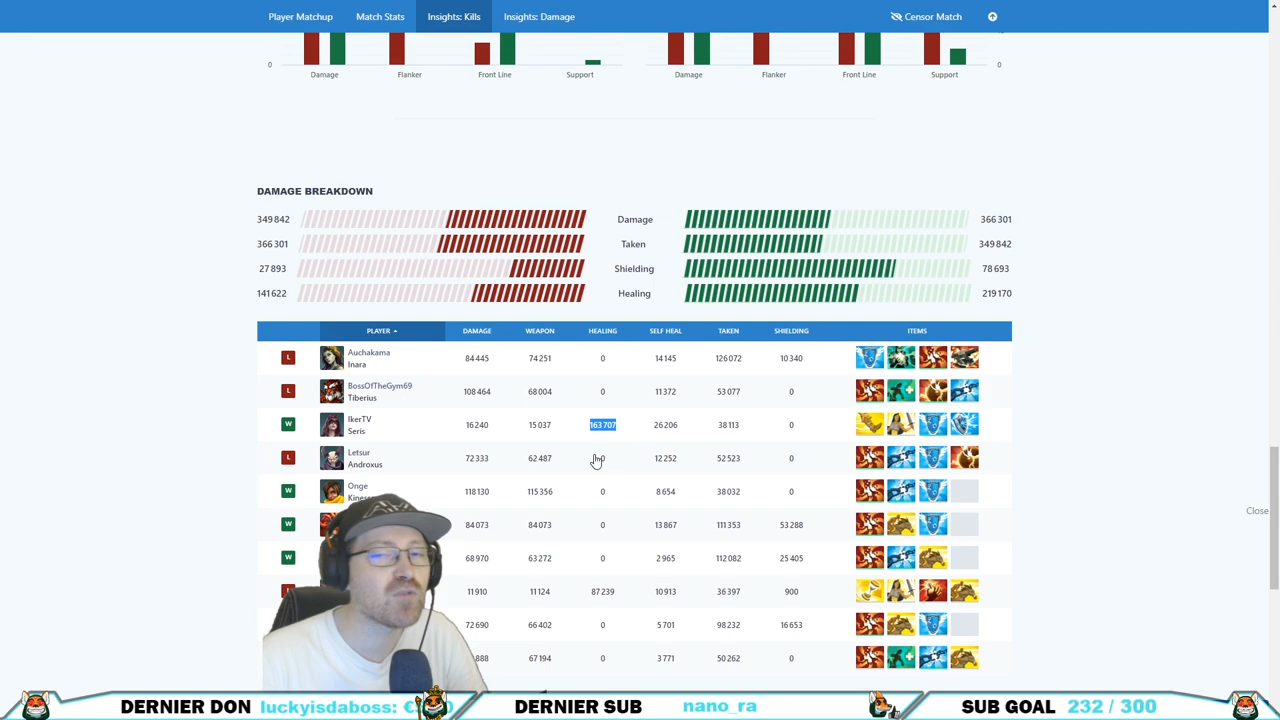 Player Matchup Match Stats Insights: Kills Insights: Damage Censor Match
0 Damage Flanker Front Line Support Damage Flanker Front Line Support 0
DAMAGE BREAKDOWN
349 842 Damage 366 301
366 301 Taken 349 842
27 893 Shielding 78 693
141 622 Healing 219 170
PLAYER DAMAGE WEAPON HEALING SELF HEAL TAKEN SHIELDING ITEMS
L Auchakama 84 445 74 251 0 14 145 126 072 10 340
Inara
L BossOfTheGym69 108 464 68 004 0 11 372 53 077 0
Tiberius
W IkerTV 16 240 15 037 163 707 26 206 38 113 0
Seris
L Letsur 72 333 62 487 0 12 252 52 523 0
Androxus
W Onge 118 130 115 356 0 8 654 38 032 0
W 84 073 84 073 0 13 867 111 353 53 288
Close
W 68 970 63 272 0 2 965 112 082 25 405
L 11 910 11 124 87 239 10 913 36 397 900
72 690 66 402 0 5 701 98 232 16 653
888 67 194 0 3 771 50 262 0
DERNIER DON luckyisdaboss: DERNIER SUB nano_ra SUB GOAL 232 / 300